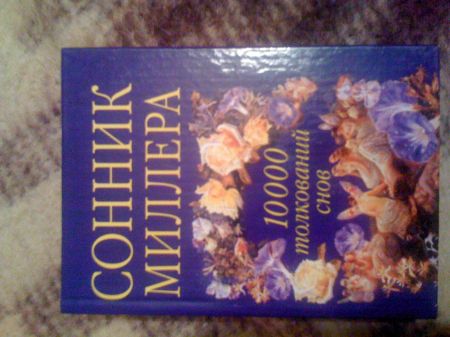 СОННИК
МИЛЛЕРА
10000
толкований
снов